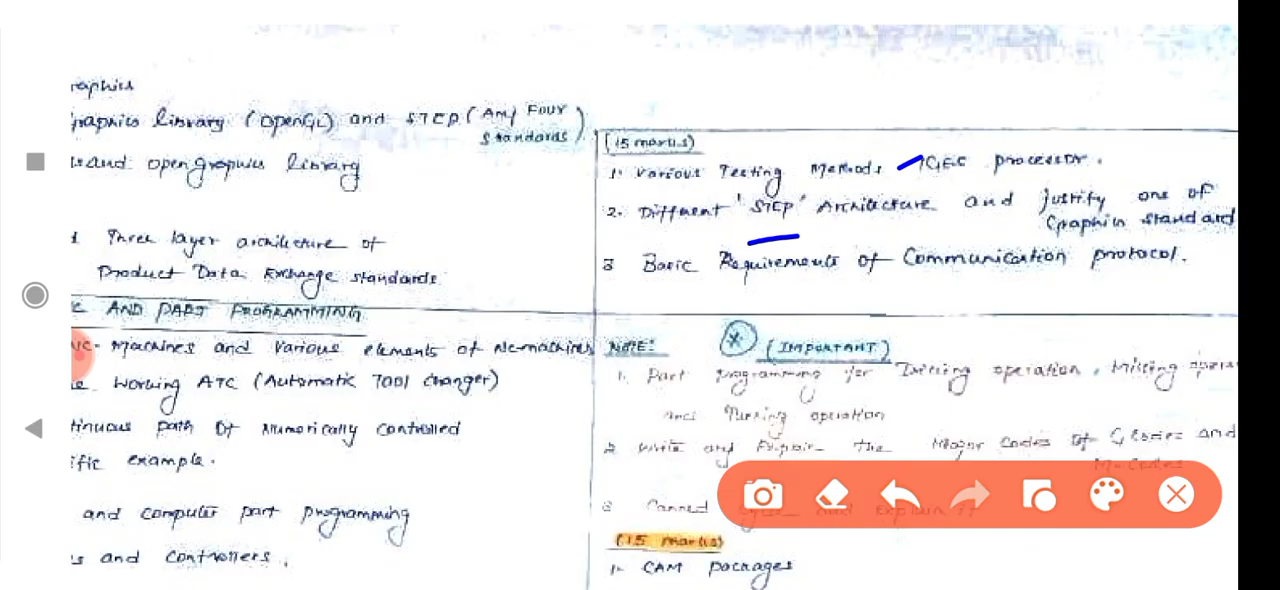 raphics
raphics library (OpenGL) and STEP (Any Four
Standards)
and open graphics library
Three layer architecture of
Product Data Exchange standards
AND PART PROGRAMMING
NC- Machines and various elements of NC-machines
Working ATC (Automatic Tool changer)
tinuous path of Numerically controlled
ific example.
and computer part programming
s and controllers.
(15 marks)
1. Various Testing Methods IGES processor.
2. Different 'STEP' Architecture and justify one of
Graphics standard
3 Basic Requirements of Communication protocol.
NOTE: (IMPORTANT)
1. Part programming for Drilling operation, Milling opera
and Turning operation
2 Write and Explain the Major Codes of G Codes and
M-Codes
3 Canned
(15 marks)
1- CAM packages